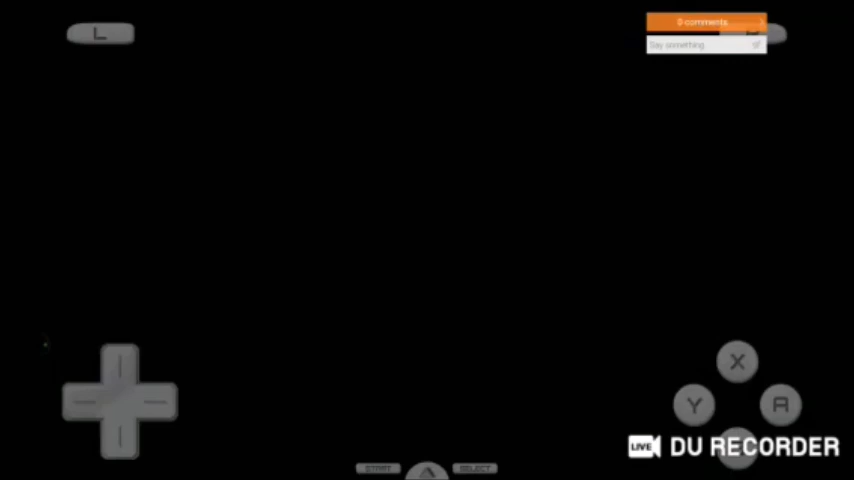 L
0 comments
Say something
X
Y
A
LIVE DU RECORDER
START
SELECT